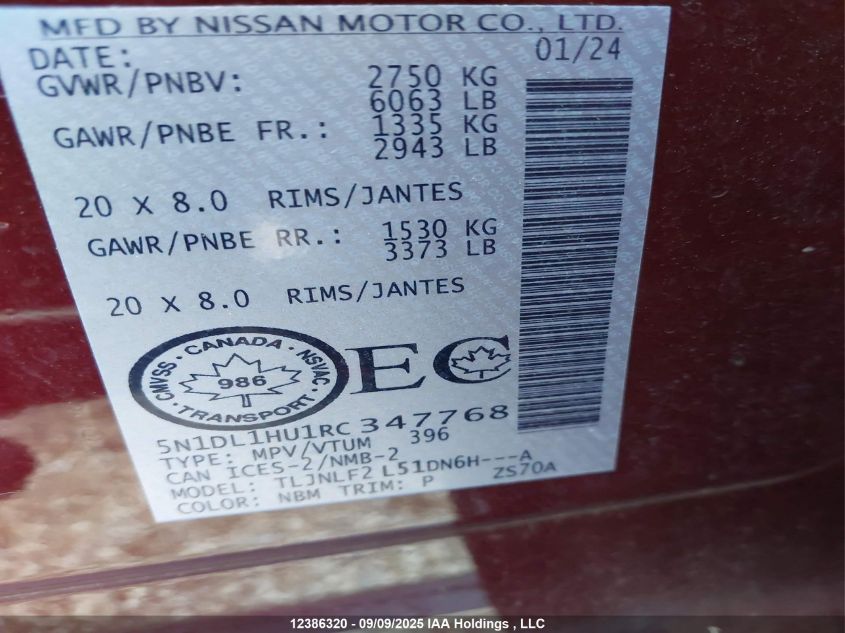 MFD BY NISSAN MOTOR CO., LTD.
DATE: 01/24
GVWR/PNBV: 2750 KG
6063 LB
GAWR/PNBE FR.: 1335 KG
2943 LB
20 X 8.0 RIMS/JANTES
GAWR/PNBE RR.: 1530 KG
3373 LB
20 X 8.0 RIMS/JANTES
CMVSS · CANADA · NSVAC
986
· TRANSPORT ·
EC
5N1DL1HU1RC347768
TYPE: MPV/VTUM 396
CAN ICES-2/NMB-2
MODEL: TLJNLF2 L51DN6H---A
COLOR: NBM TRIM: P ZS70A
12386320 - 09/09/2025 IAA Holdings , LLC